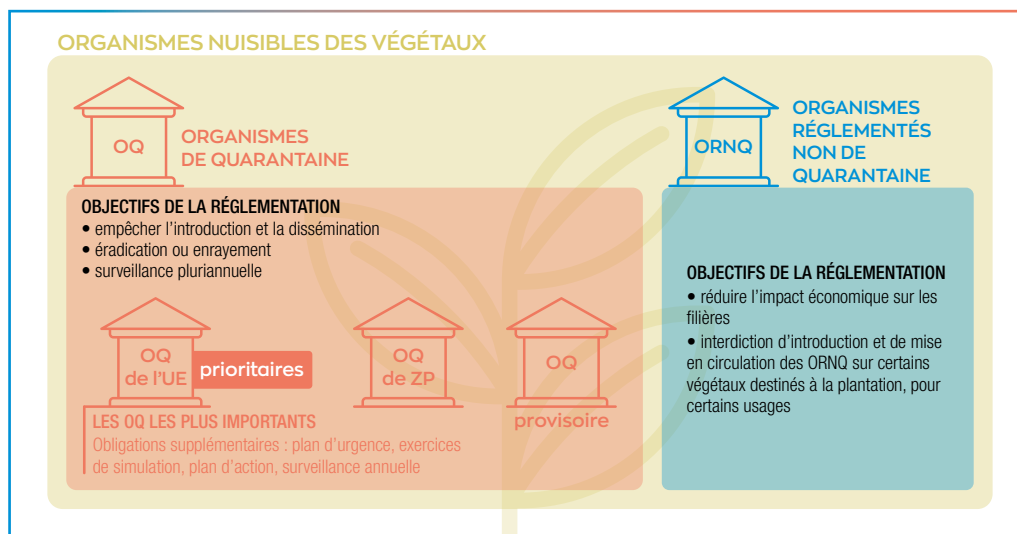 ORGANISMES NUISIBLES DES VÉGÉTAUX
OQ
ORGANISMES
DE QUARANTAINE
OBJECTIFS DE LA RÉGLEMENTATION
• empêcher l’introduction et la dissémination
• éradication ou enrayement
• surveillance pluriannuelle
OQ
de l’UE
prioritaires
OQ
de ZP
OQ
provisoire
LES OQ LES PLUS IMPORTANTS
Obligations supplémentaires : plan d’urgence, exercices
de simulation, plan d’action, surveillance annuelle
ORNQ
ORGANISMES
RÉGLEMENTÉS
NON DE
QUARANTAINE
OBJECTIFS DE LA RÉGLEMENTATION
• réduire l’impact économique sur les
filières
• interdiction d’introduction et de mise
en circulation des ORNQ sur certains
végétaux destinés à la plantation, pour
certains usages